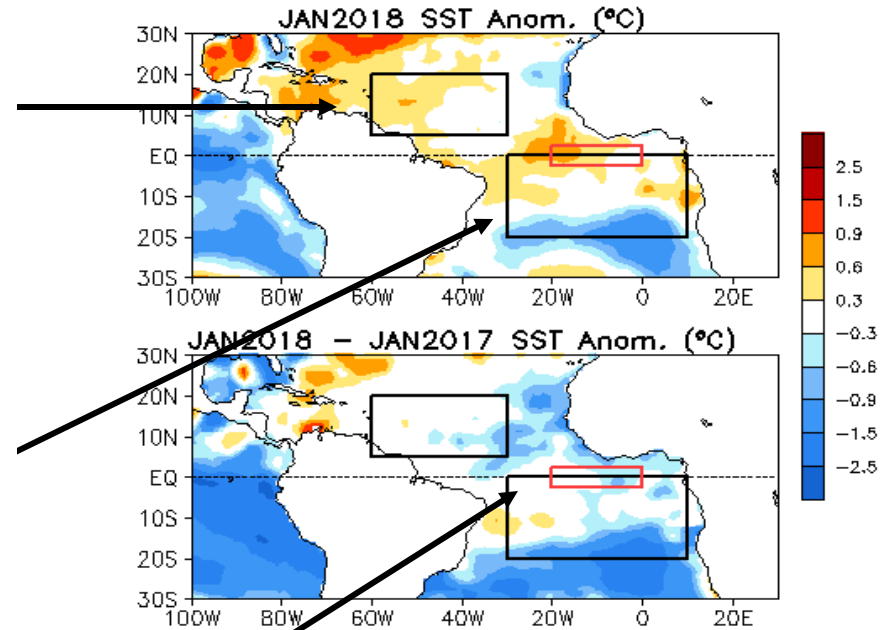 JAN2018 SST Anom. (°C)
30N
20N
10N
EQ
10S
20S
30S
100W 80W 60W 40W 20W 0 20E
2.5
1.5
0.9
0.6
0.3
-0.3
-0.6
-0.9
-1.5
-2.5
JAN2018 - JAN2017 SST Anom. (°C)
30N
20N
10N
EQ
10S
20S
30S
100W 80W 60W 40W 20W 0 20E